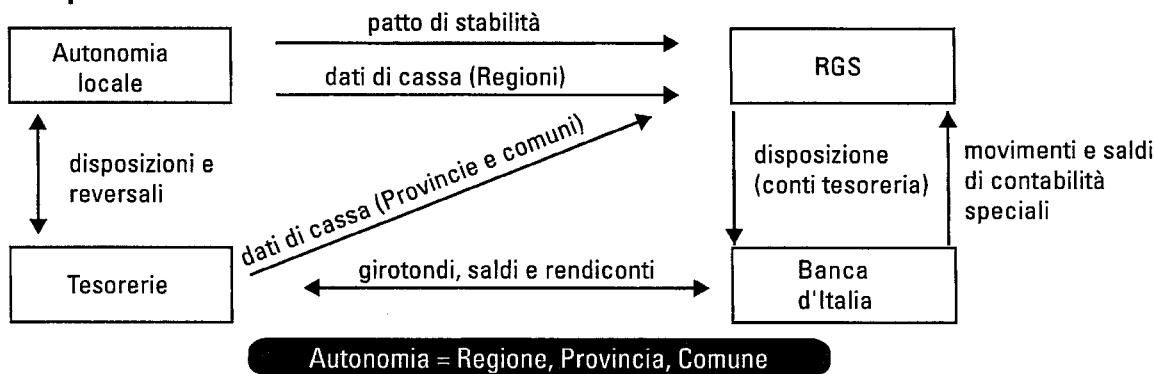 patto di stabilità
Autonomia
locale
RGS
dati di cassa (Regioni)
disposizioni e
reversali
dati di cassa (Provincie e comuni)
disposizione
(conti tesoreria)
movimenti e saldi
di contabilità
speciali
Tesorerie
girotondi, saldi e rendiconti
Banca
d'Italia
Autonomia = Regione, Provincia, Comune